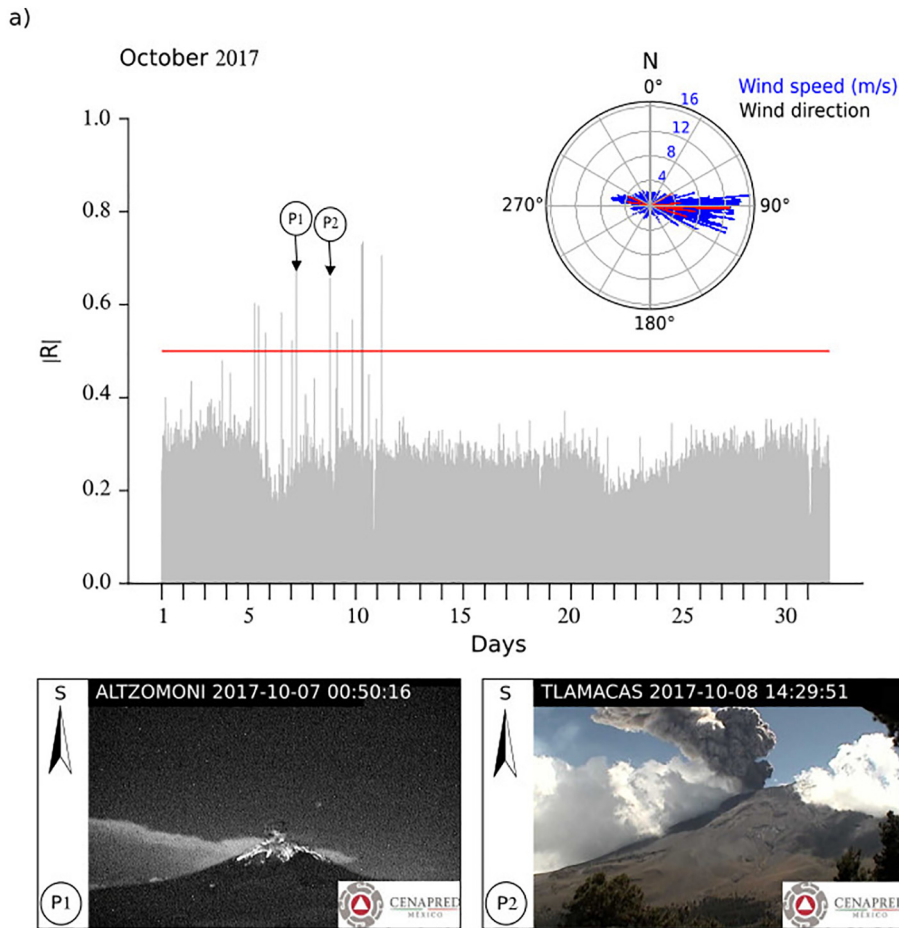 a)
October 2017
N
0°
Wind speed (m/s)
Wind direction
16
12
8
4
270°
90°
180°
1.0
0.8
0.6
0.4
0.2
0.0
|R|
P1
P2
1
5
10
15
20
25
30
Days
S
ALTZOMONI 2017-10-07 00:50:16
P1
CENAPRED
MÉXICO
S
TLAMACAS 2017-10-08 14:29:51
P2
CENAPRED
MÉXICO